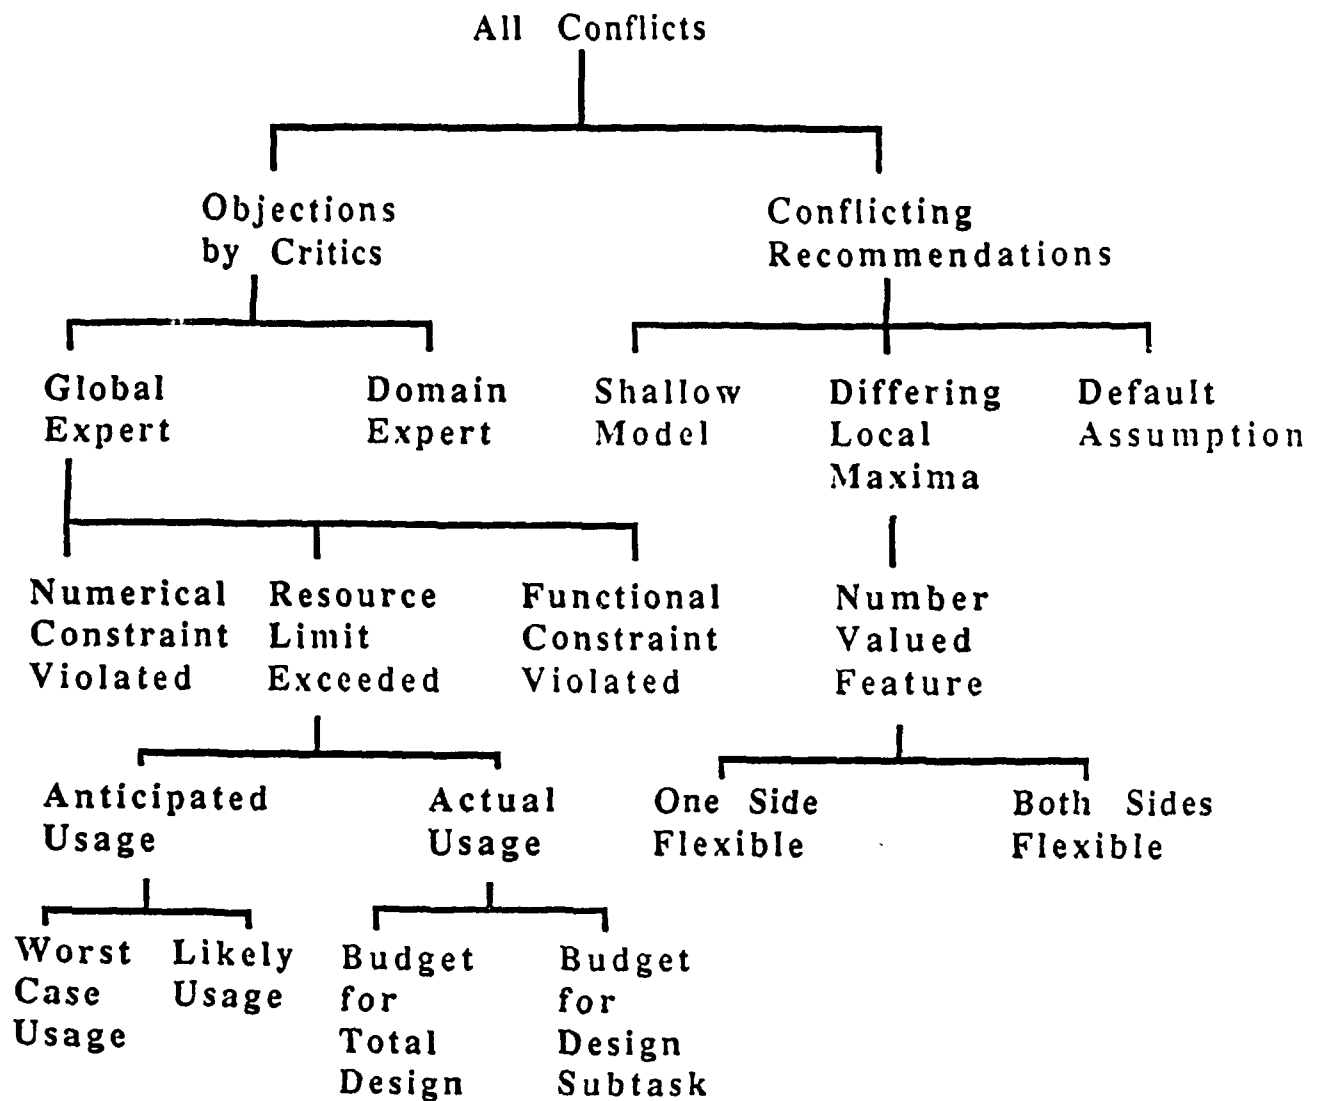 All Conflicts
Objections
by Critics
Conflicting
Recommendations
Global
Expert
Domain
Expert
Shallow
Model
Differing
Local
Maxima
Default
Assumption
Numerical
Constraint
Violated
Resource
Limit
Exceeded
Functional
Constraint
Violated
Number
Valued
Feature
Anticipated
Usage
Actual
Usage
One Side
Flexible
Both Sides
Flexible
Worst
Case
Usage
Likely
Usage
Budget
for
Total
Design
Budget
for
Design
Subtask